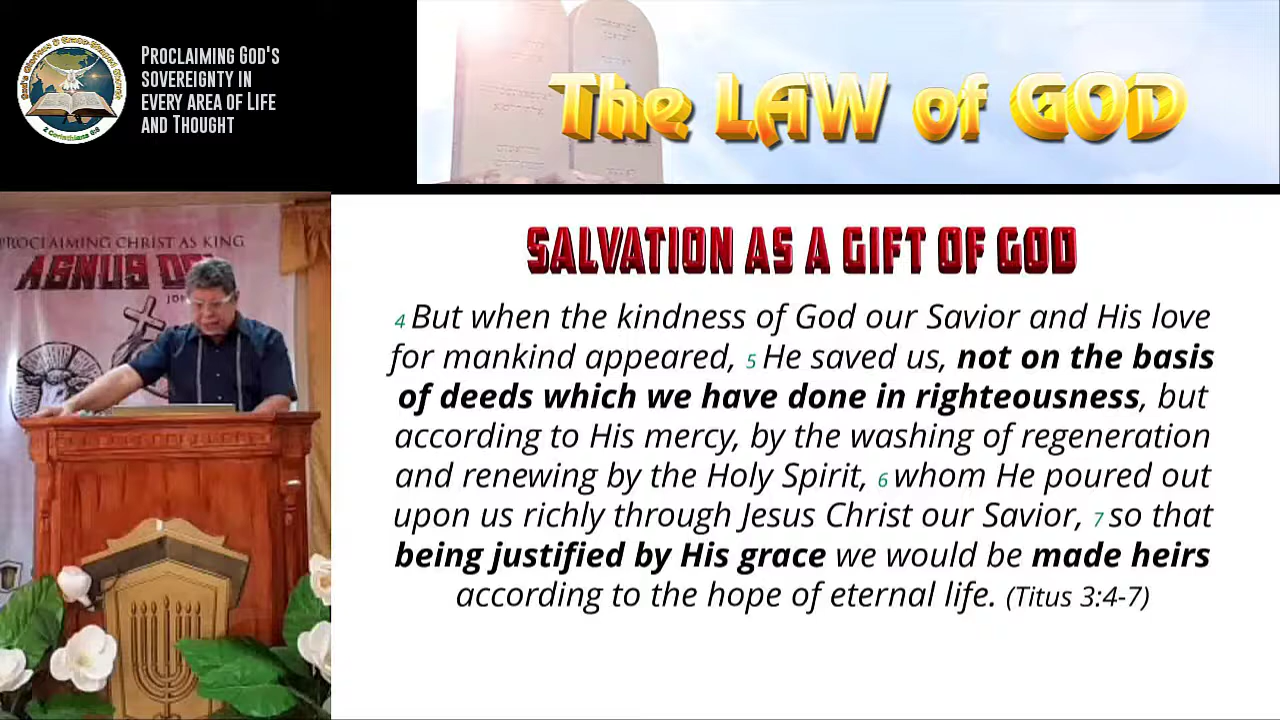 PROCLAIMING GOD'S
SOVEREIGNTY IN
EVERY AREA OF LIFE
AND THOUGHT
2 Corinthians
The LAW of GOD
PROCLAIMING CHRIST AS KING
AGNUS
SALVATION AS A GIFT OF GOD
4 But when the kindness of God our Savior and His love
for mankind appeared, 5 He saved us, not on the basis
of deeds which we have done in righteousness, but
according to His mercy, by the washing of regeneration
and renewing by the Holy Spirit, 6 whom He poured out
upon us richly through Jesus Christ our Savior, 7 so that
being justified by His grace we would be made heirs
according to the hope of eternal life. (Titus 3:4-7)